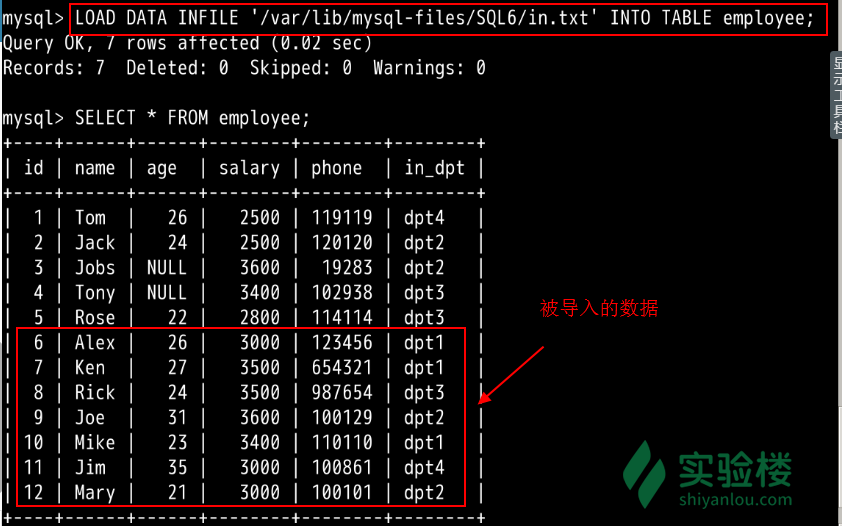 mysql> LOAD DATA INFILE '/var/lib/mysql-files/SQL6/in.txt' INTO TABLE employee;
Query OK, 7 rows affected (0.02 sec)
Records: 7  Deleted: 0  Skipped: 0  Warnings: 0
mysql> SELECT * FROM employee;
+----+------+------+--------+--------+--------+
| id | name | age  | salary | phone  | in_dpt |
+----+------+------+--------+--------+--------+
|  1 | Tom  |   26 |   2500 | 119119 | dpt4   |
|  2 | Jack |   24 |   2500 | 120120 | dpt2   |
|  3 | Jobs | NULL |   3600 |  19283 | dpt2   |
|  4 | Tony | NULL |   3400 | 102938 | dpt3   |
|  5 | Rose |   22 |   2800 | 114114 | dpt3   |
|  6 | Alex |   26 |   3000 | 123456 | dpt1   |
|  7 | Ken  |   27 |   3500 | 654321 | dpt1   |
|  8 | Rick |   24 |   3500 | 987654 | dpt3   |
|  9 | Joe  |   31 |   3600 | 100129 | dpt2   |
| 10 | Mike |   23 |   3400 | 110110 | dpt1   |
| 11 | Jim  |   35 |   3000 | 100861 | dpt4   |
| 12 | Mary |   21 |   3000 | 100101 | dpt2   |
+----+------+------+--------+--------+--------+
被导入的数据
显示工具栏
实验楼
shiyanlou.com